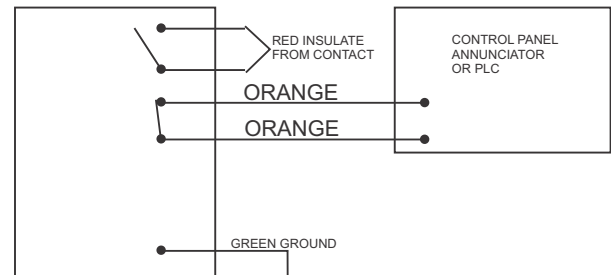 RED INSULATE
FROM CONTACT
CONTROL PANEL
ANNUNCIATOR
OR PLC
ORANGE
ORANGE
GREEN GROUND